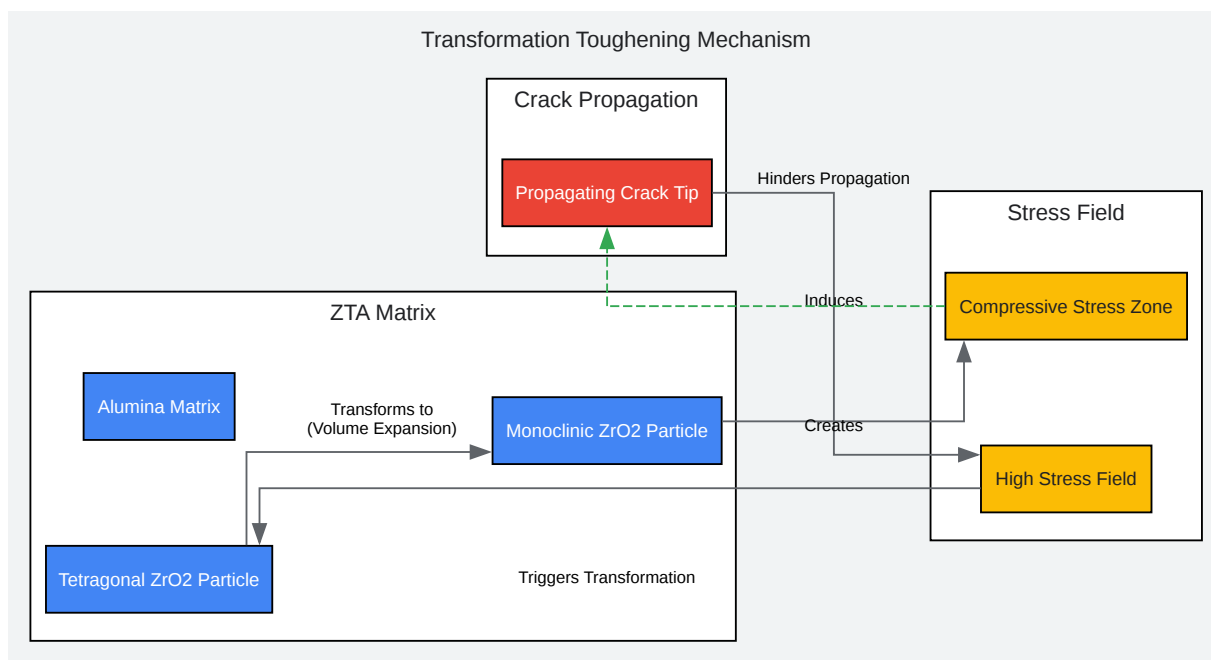 Transformation Toughening Mechanism
Crack Propagation
Propagating Crack Tip
Hinders Propagation
Stress Field
Compressive Stress Zone
Induces
ZTA Matrix
Alumina Matrix
Transforms to
(Volume Expansion)
Monoclinic ZrO2 Particle
Creates
High Stress Field
Tetragonal ZrO2 Particle
Triggers Transformation